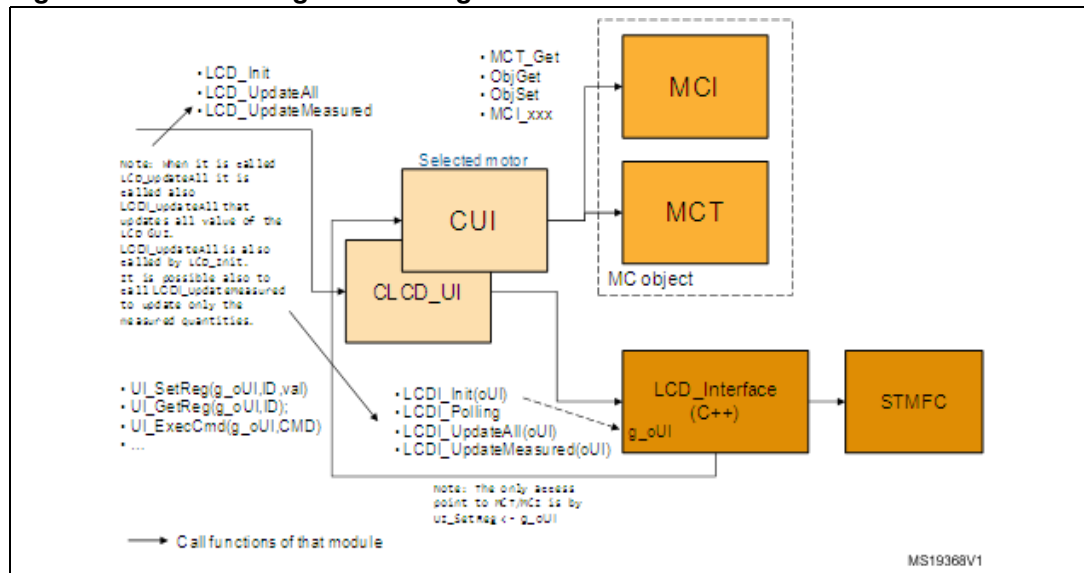 • LCD_Init
• LCD_UpdateAll
• LCD_UpdateMeasured
• MCT_Get
• ObjGet
• ObjSet
• MCI_xxx
MCI
Note: When it is called
LCD_UpdateAll it is
called also
LCDI_UpdateAll that
updates all value of the
LCD GUI.
LCDI_UpdateAll is also
called by LCD_Init.
It is possible also to
call LCDI_UpdateMeasured
to update only the
measured quantities.
Selected motor
CUI
CLCD_UI
MCT
MC object
• UI_SetReg(g_oUI,ID,val)
• UI_GetReg(g_oUI,ID);
• UI_ExecCmd(g_oUI,CMD)
• ...
• LCDI_Init(oUI)
• LCDI_Polling
• LCDI_UpdateAll(oUI)
• LCDI_UpdateMeasured(oUI)
LCD_Interface
(C++)
g_oUI
STMFC
Note: The only access
point to MCT/MCI is by
UI_SetReg <- g_oUI
Call functions of that module
MS19368V1